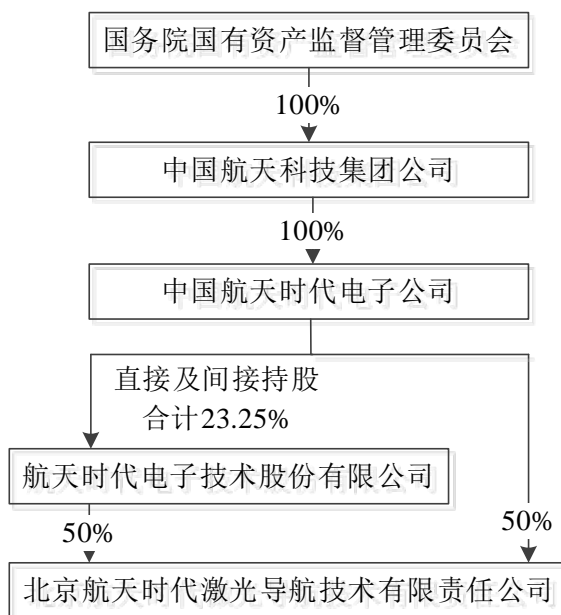 国务院国有资产监督管理委员会
100%
中国航天科技集团公司
100%
中国航天时代电子公司
直接及间接持股
合计23.25%
航天时代电子技术股份有限公司
50%
50%
北京航天时代激光导航技术有限责任公司